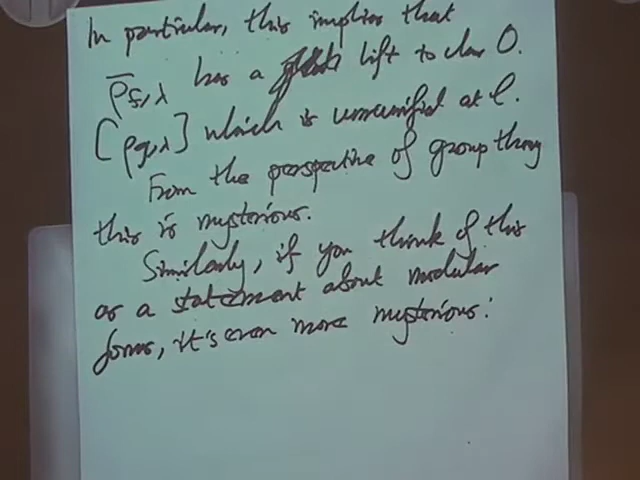 In particular, this implies that
ρ̄f,λ has a lift to char 0.
[ρg,λ] which is unramified at ℓ.
From the perspective of group theory
this is mysterious.
Similarly, if you think of this
as a statement about modular
forms, it's even more mysterious!